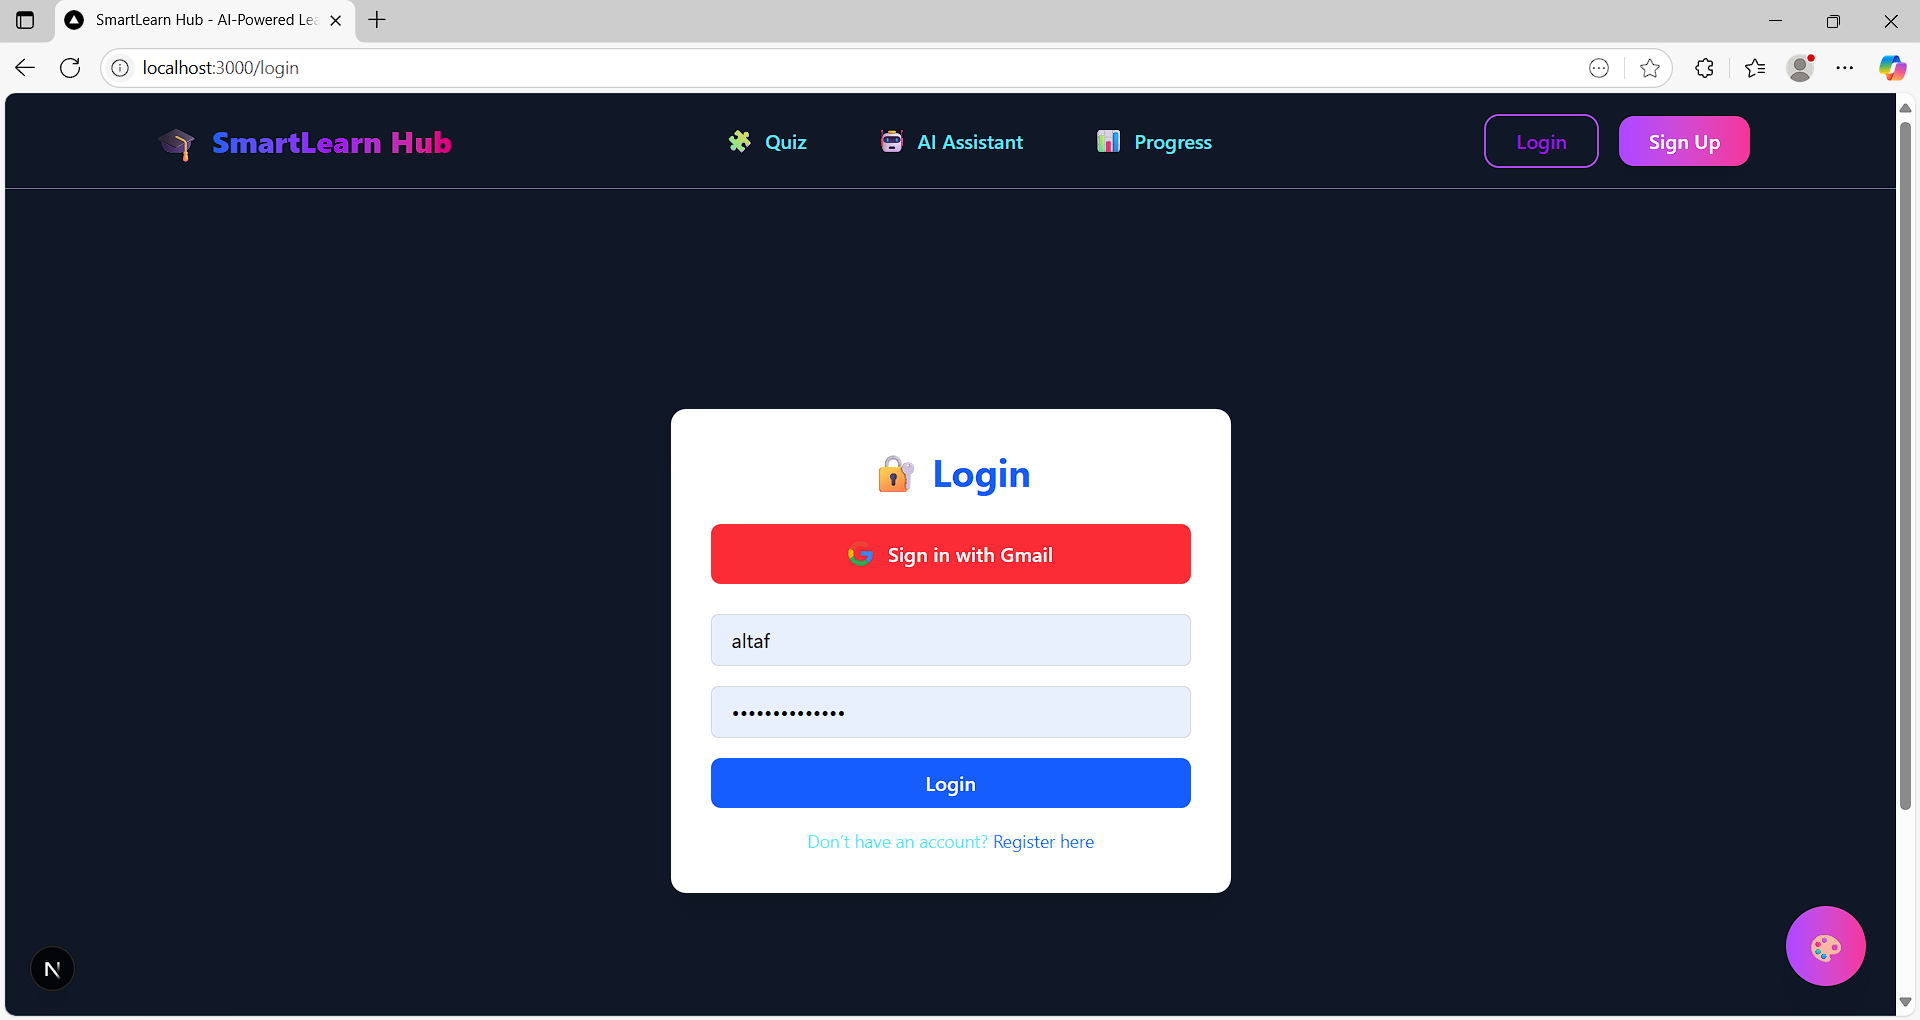 SmartLearn Hub - AI-Powered Lea
localhost:3000/login
SmartLearn Hub
Quiz
AI Assistant
Progress
Login
Sign Up
Login
Sign in with Gmail
altaf
••••••••••••••
Login
Don't have an account? Register here
N